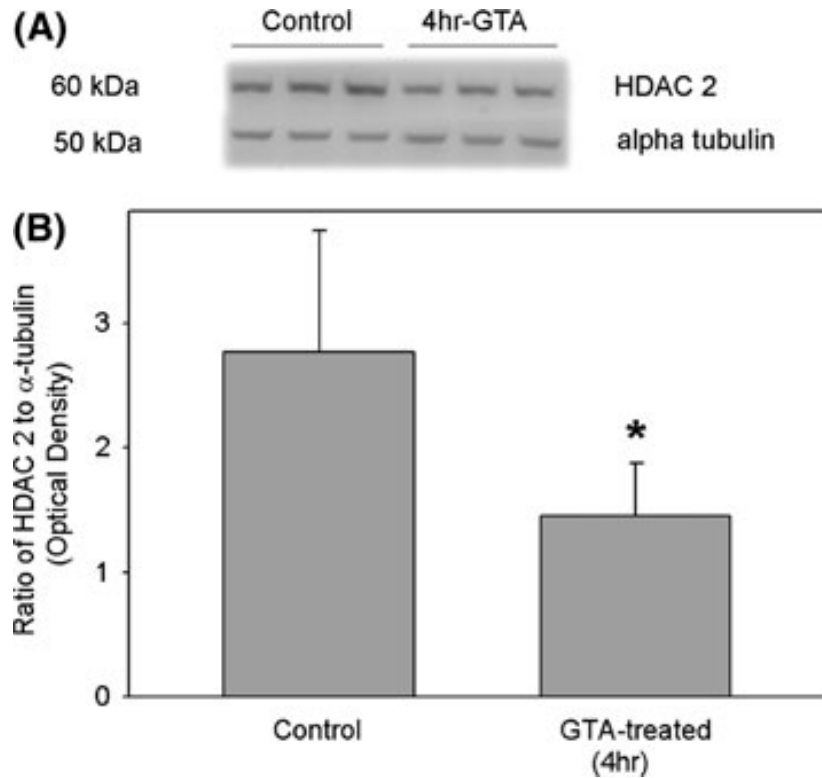 (A)
Control 4hr-GTA
60 kDa HDAC 2
50 kDa alpha tubulin
(B)
Ratio of HDAC 2 to α-tubulin
(Optical Density)
3
2
*
1
0
Control GTA-treated
(4hr)